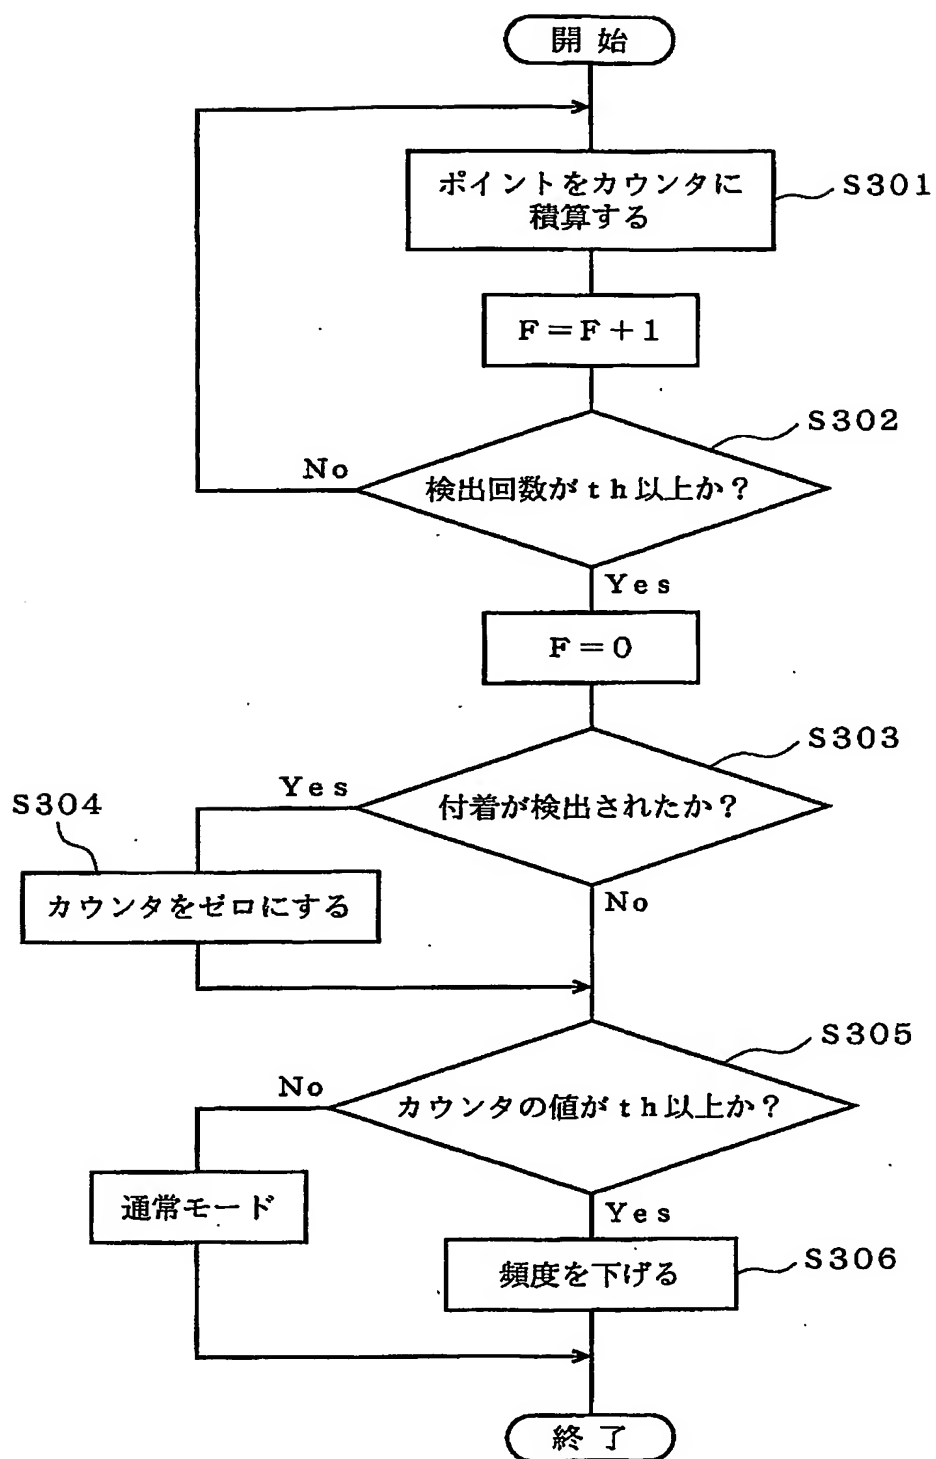 開始
ポイントをカウンタに
積算する
S301
F=F+1
S302
No
検出回数がth以上か?
Yes
F=0
S303
Yes
付着が検出されたか?
S304
カウンタをゼロにする
No
S305
No
カウンタの値がth以上か?
通常モード
Yes
頻度を下げる
S306
終了